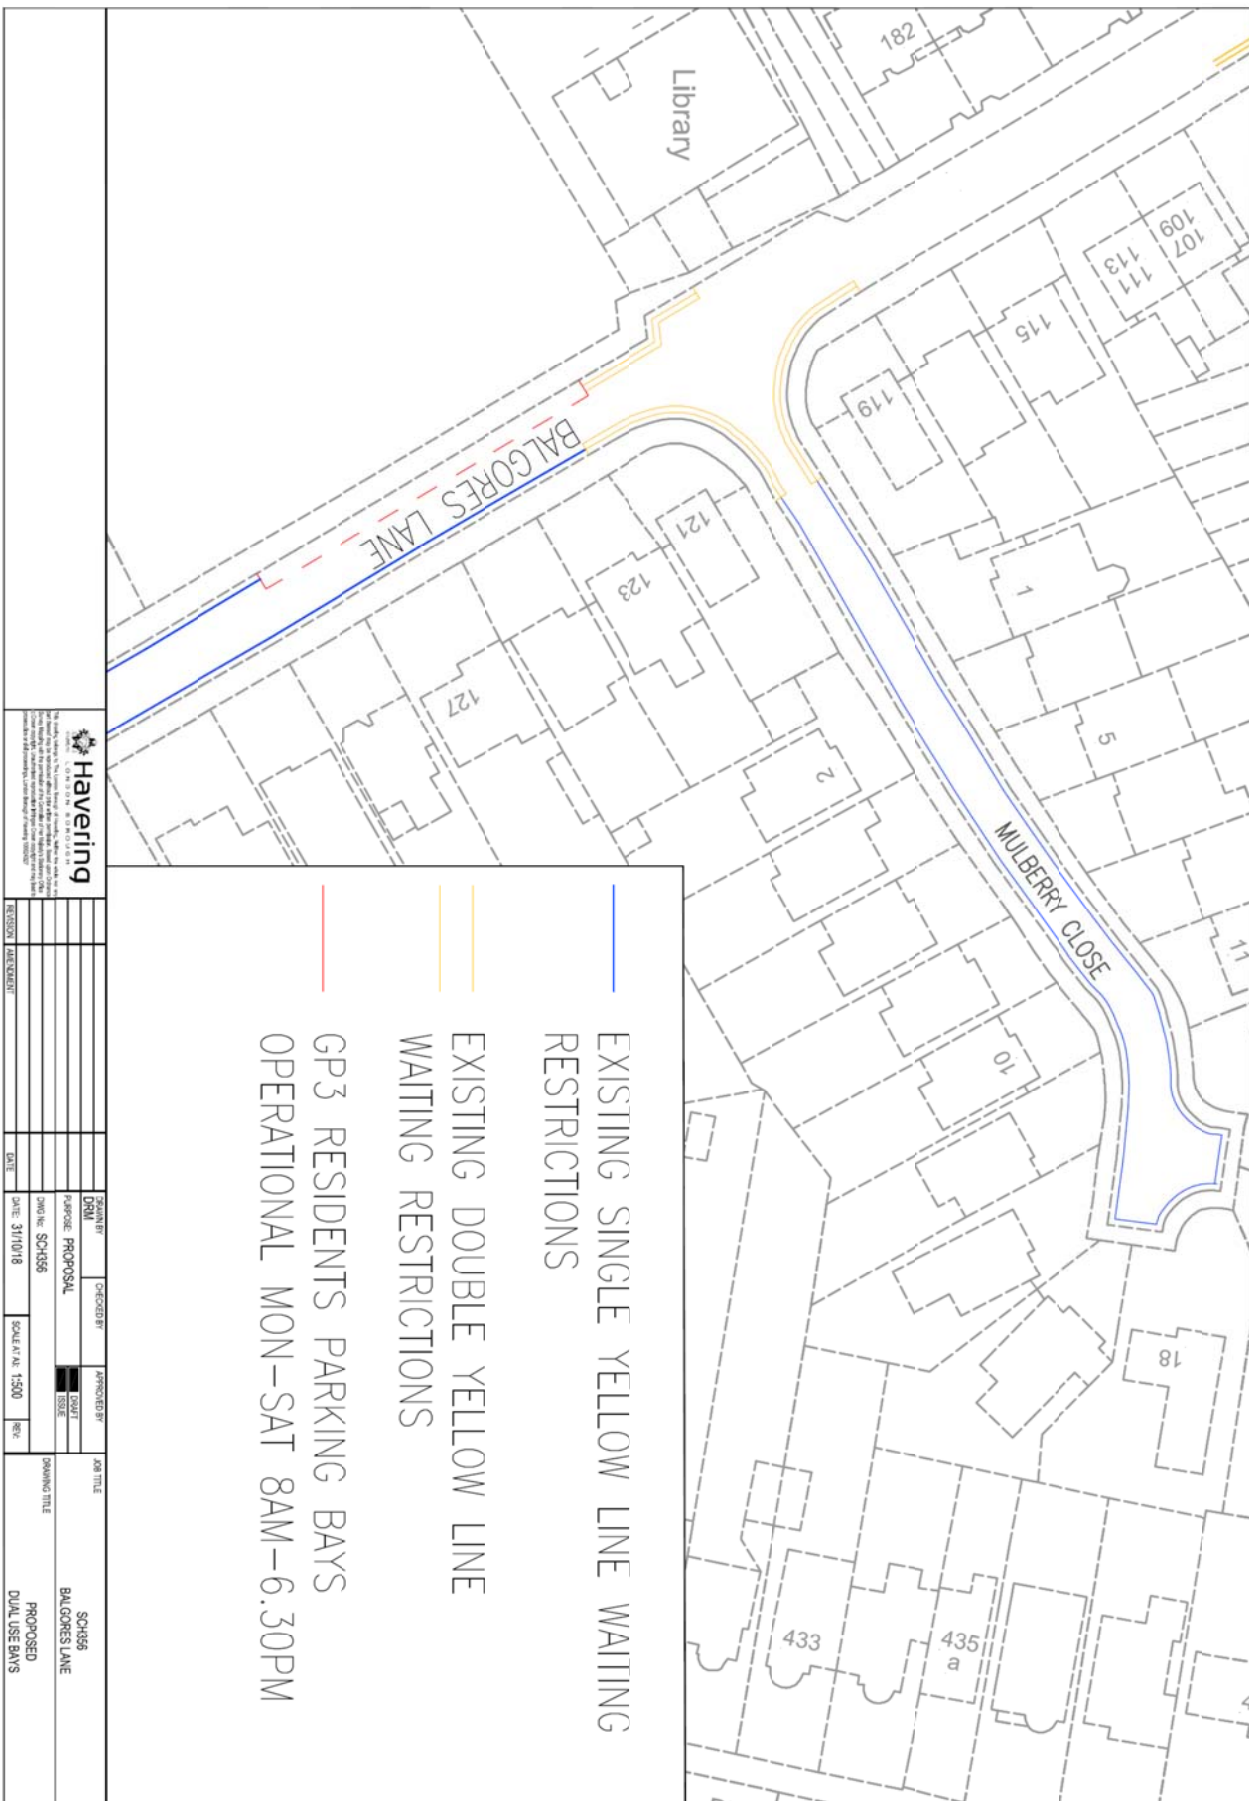 Library
182
107
109
111
113
115
119
121
123
127
1
5
11
2
10
18
433
435
a
BALGORES LANE
MULBERRY CLOSE
EXISTING SINGLE YELLOW LINE WAITING
RESTRICTIONS
EXISTING DOUBLE YELLOW LINE
WAITING RESTRICTIONS
GP3 RESIDENTS PARKING BAYS
OPERATIONAL MON-SAT 8AM-6.30PM
Havering
LONDON BOROUGH
REVISION
AMENDMENT
DATE
DRAWN BY
DRM
CHECKED BY
APPROVED BY
PURPOSE: PROPOSAL
DRAFT
ISSUE
DWG No: SCH356
DATE: 31/10/18
SCALE AT A3: 1:500
REV:
JOB TITLE
SCH356
BALGORES LANE
DRAWING TITLE
PROPOSED
DUAL USE BAYS